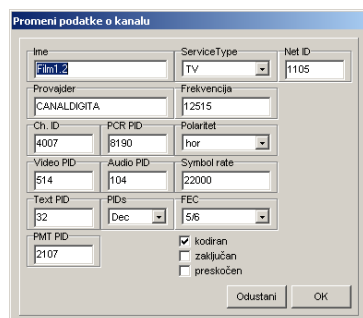 Promeni podatke o kanalu
Ime ServiceType Net ID
Film1.2 TV 1105
Provajder Frekvencija
CANALDIGITA 12515
Ch. ID PCR PID Polaritet
4007 8190 hor
Video PID Audio PID Symbol rate
514 104 22000
Text PID PIDs FEC
32 Dec 5/6
PMT PID
2107
kodiran
zaključan
preskočen
Odustani OK